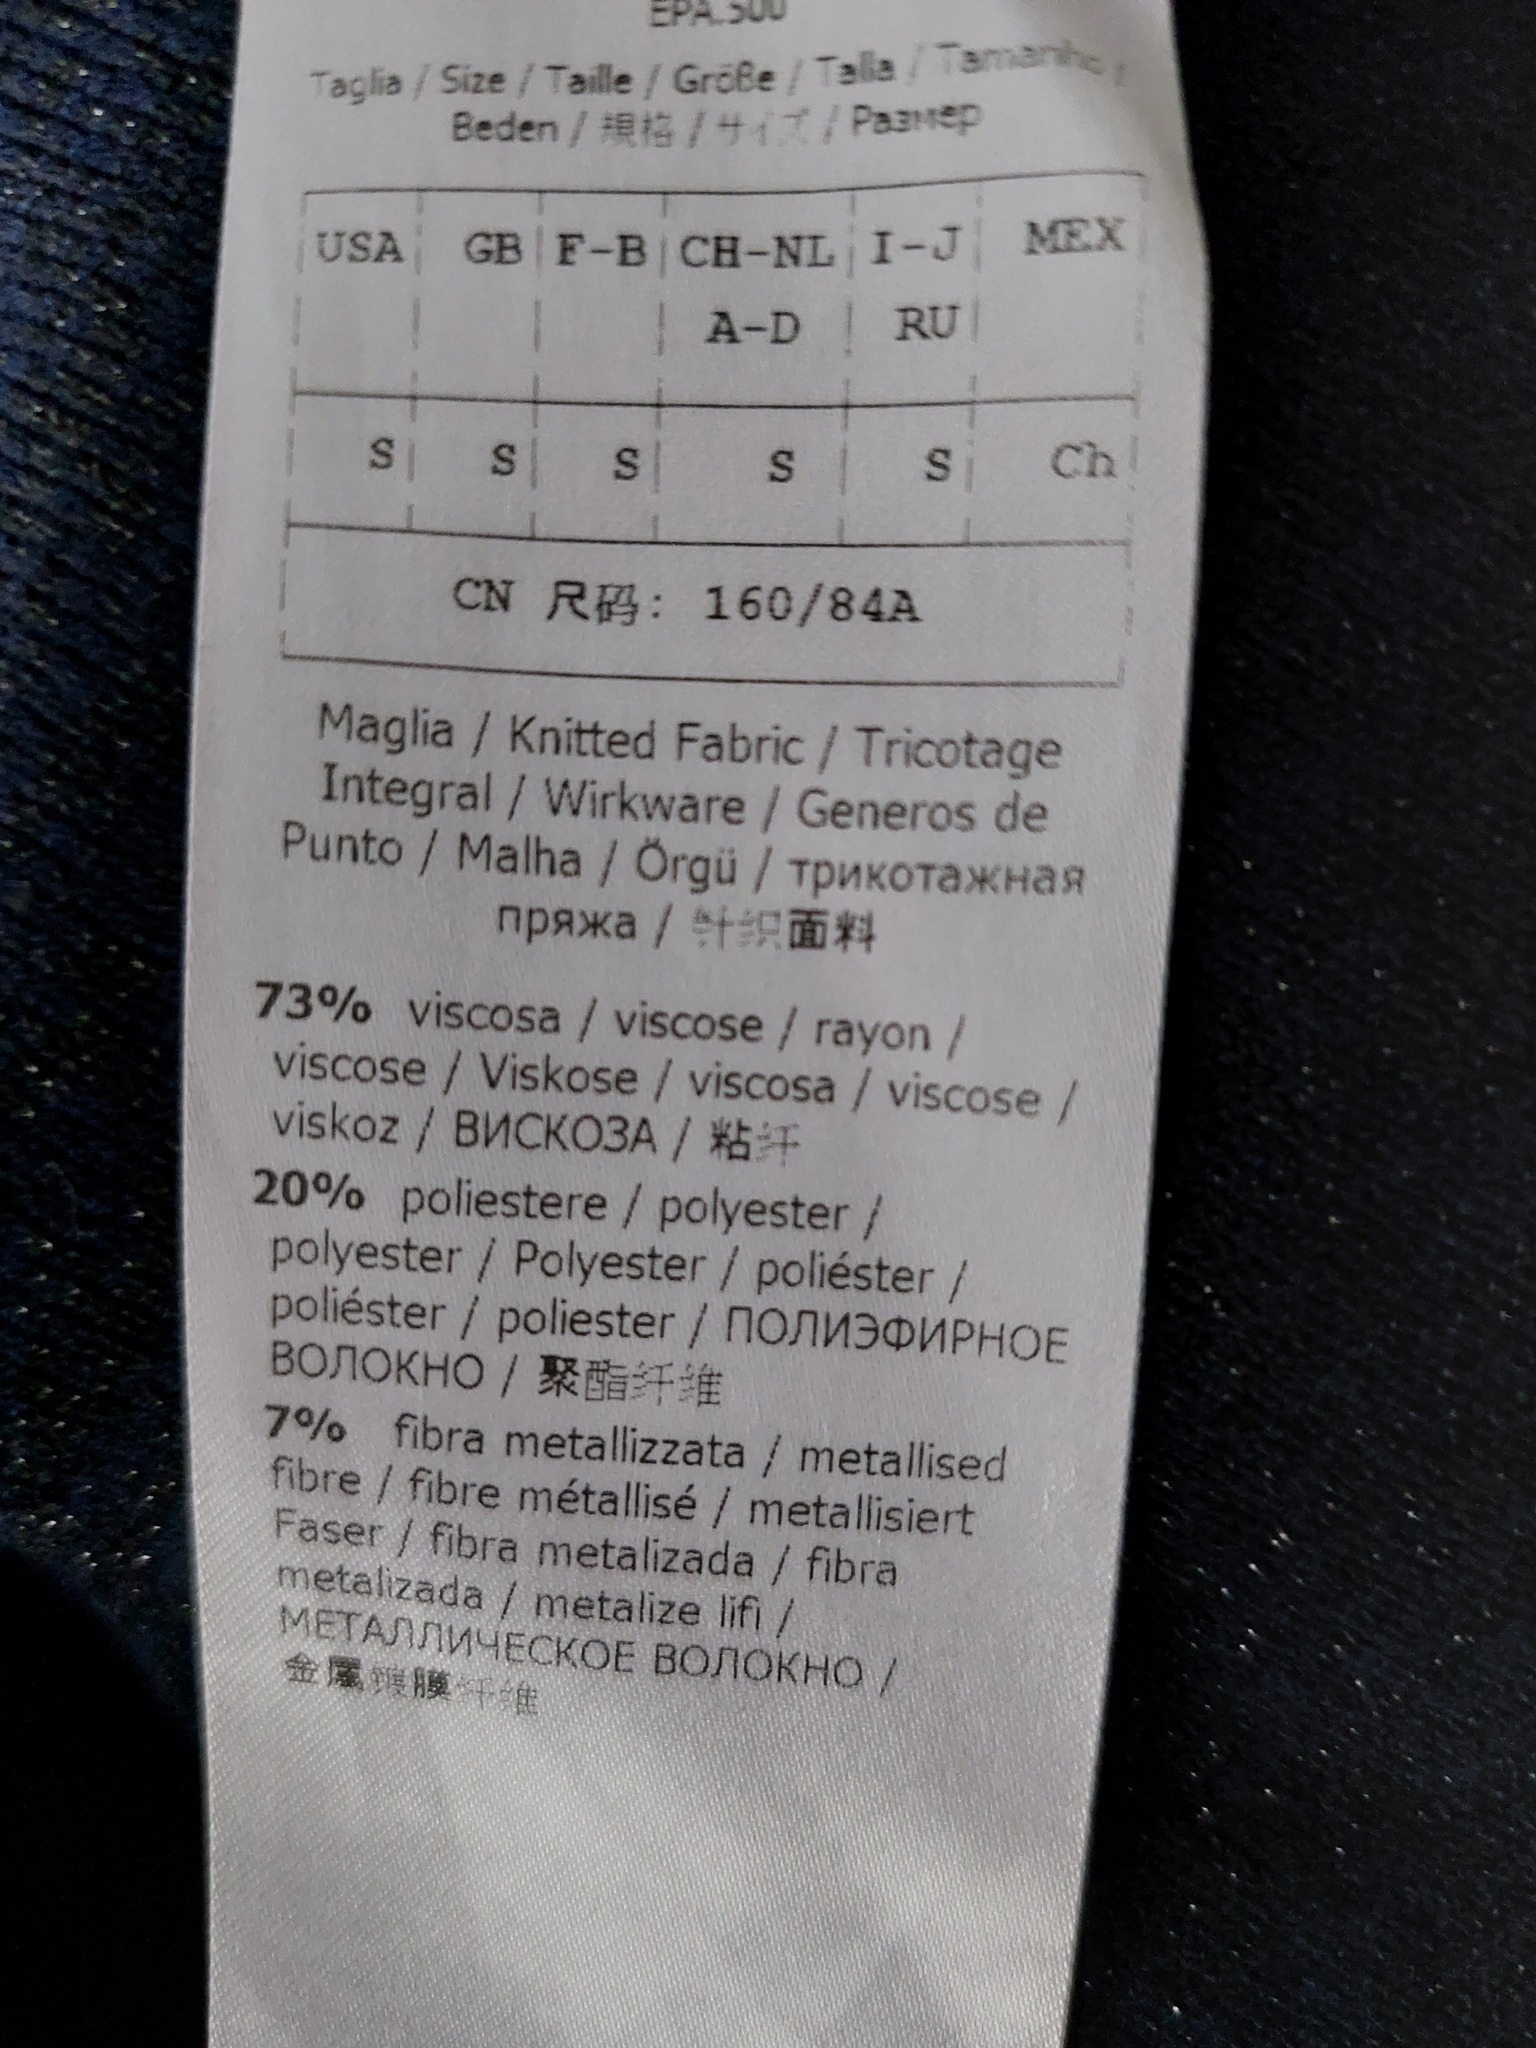 EPA.500
Taglia / Size / Taille / Größe / Talla / Tamanho /
Beden / 規格 / サイズ / Размер
USA GB F-B CH-NL I-J MEX
A-D RU
S S S S S Ch
CN 尺码: 160/84A
Maglia / Knitted Fabric / Tricotage
Integral / Wirkware / Generos de
Punto / Malha / Örgü / трикотажная
пряжа / 针织面料
73% viscosa / viscose / rayon /
viscose / Viskose / viscosa / viscose /
viskoz / ВИСКОЗА / 粘纤
20% poliestere / polyester /
polyester / Polyester / poliéster /
poliéster / poliester / ПОЛИЭФИРНОЕ
ВОЛОКНО / 聚酯纤维
7% fibra metallizzata / metallised
fibre / fibre métallisé / metallisiert
Faser / fibra metalizada / fibra
metalizada / metalize lifi /
МЕТАЛЛИЧЕСКОЕ ВОЛОКНО /
金属镀膜纤维